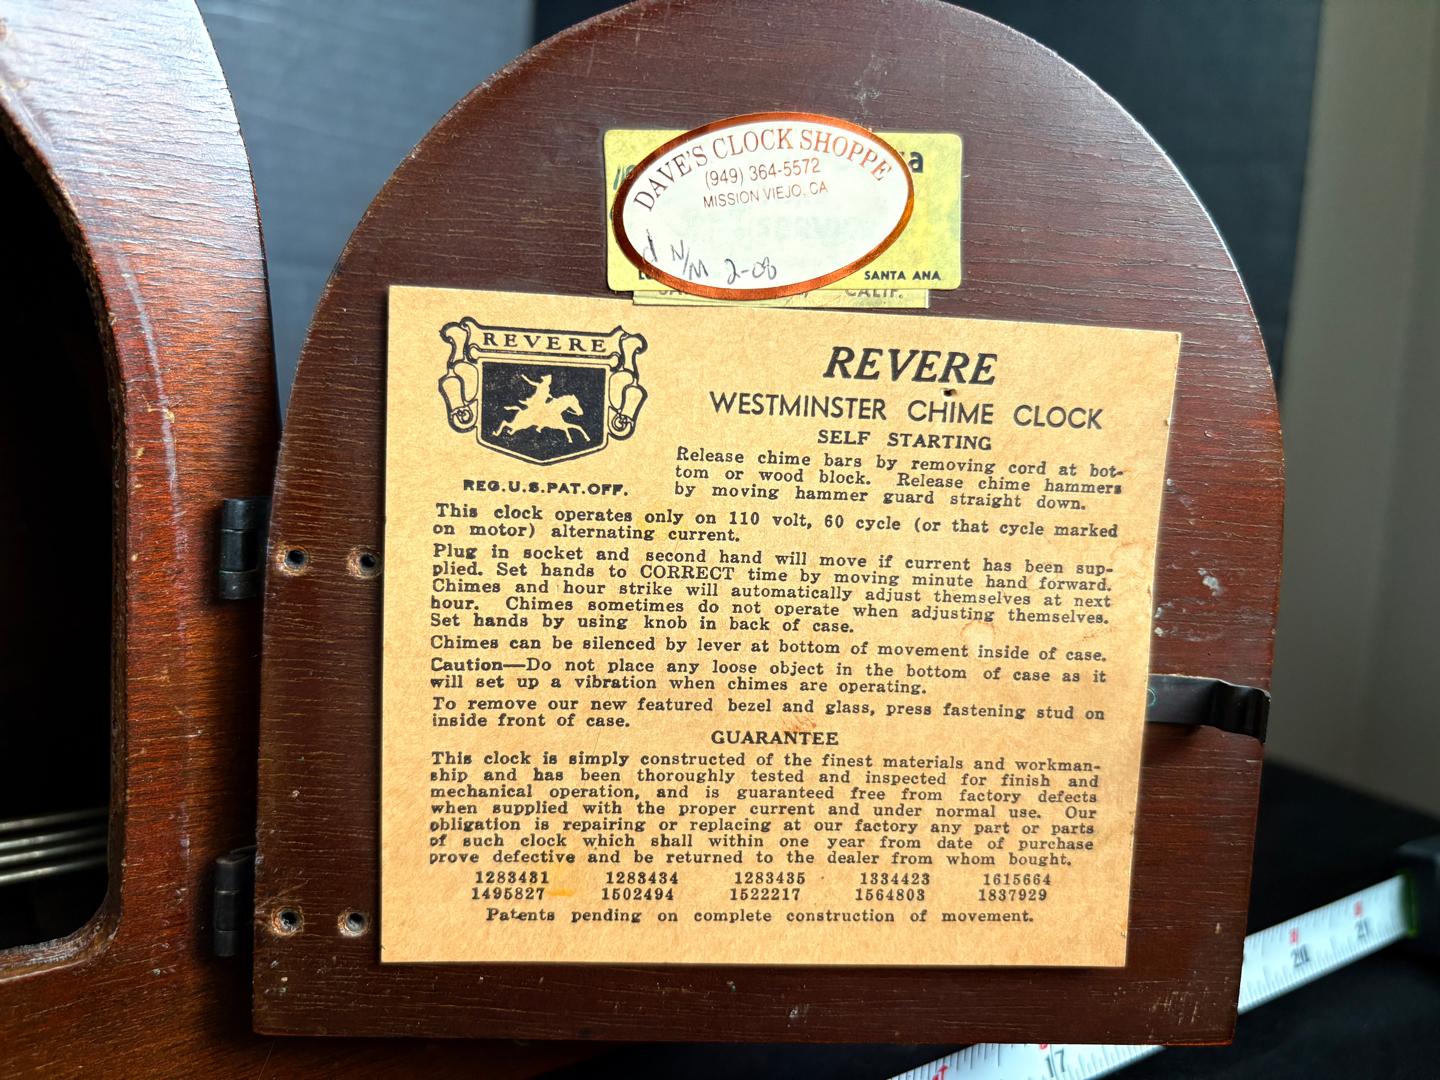 DAVE'S CLOCK SHOPPE
(949) 364-5572
MISSION VIEJO, CA
N/M 2-08
SANTA ANA
CALIF.
REVERE
REG.U.S.PAT.OFF.
REVERE
WESTMINSTER CHIME CLOCK
SELF STARTING
Release chime bars by removing cord at bot-
tom or wood block. Release chime hammers
by moving hammer guard straight down.
This clock operates only on 110 volt, 60 cycle (or that cycle marked
on motor) alternating current.
Plug in socket and second hand will move if current has been sup-
plied. Set hands to CORRECT time by moving minute hand forward.
Chimes and hour strike will automatically adjust themselves at next
hour. Chimes sometimes do not operate when adjusting themselves.
Set hands by using knob in back of case.
Chimes can be silenced by lever at bottom of movement inside of case.
Caution—Do not place any loose object in the bottom of case as it
will set up a vibration when chimes are operating.
To remove our new featured bezel and glass, press fastening stud on
inside front of case.
GUARANTEE
This clock is simply constructed of the finest materials and workman-
ship and has been thoroughly tested and inspected for finish and
mechanical operation, and is guaranteed free from factory defects
when supplied with the proper current and under normal use. Our
obligation is repairing or replacing at our factory any part or parts
of such clock which shall within one year from date of purchase
prove defective and be returned to the dealer from whom bought.
1283431 1283434 1283435 1334423 1615664
1495827 1502494 1522217 1564803 1837929
Patents pending on complete construction of movement.
20 21
17